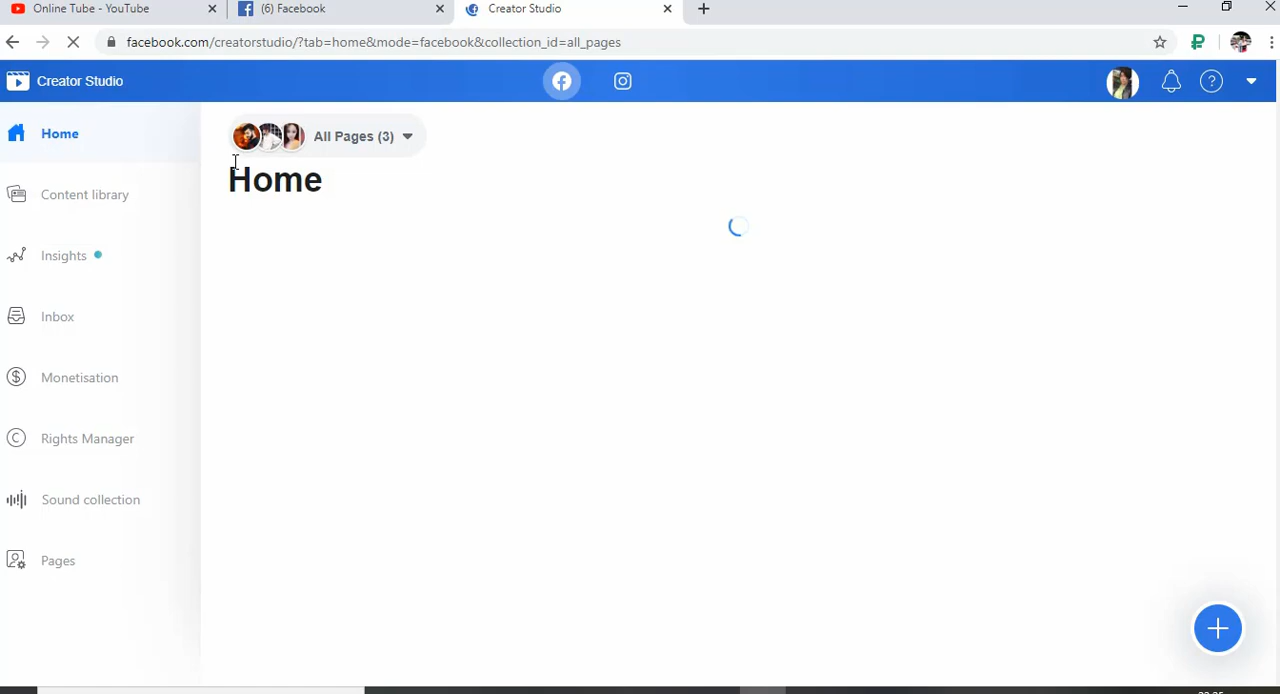 Online Tube - YouTube
(6) Facebook
Creator Studio
facebook.com/creatorstudio/?tab=home&mode=facebook&collection_id=all_pages
Creator Studio
Home
All Pages (3)
Home
Content library
Insights
Inbox
Monetisation
Rights Manager
Sound collection
Pages